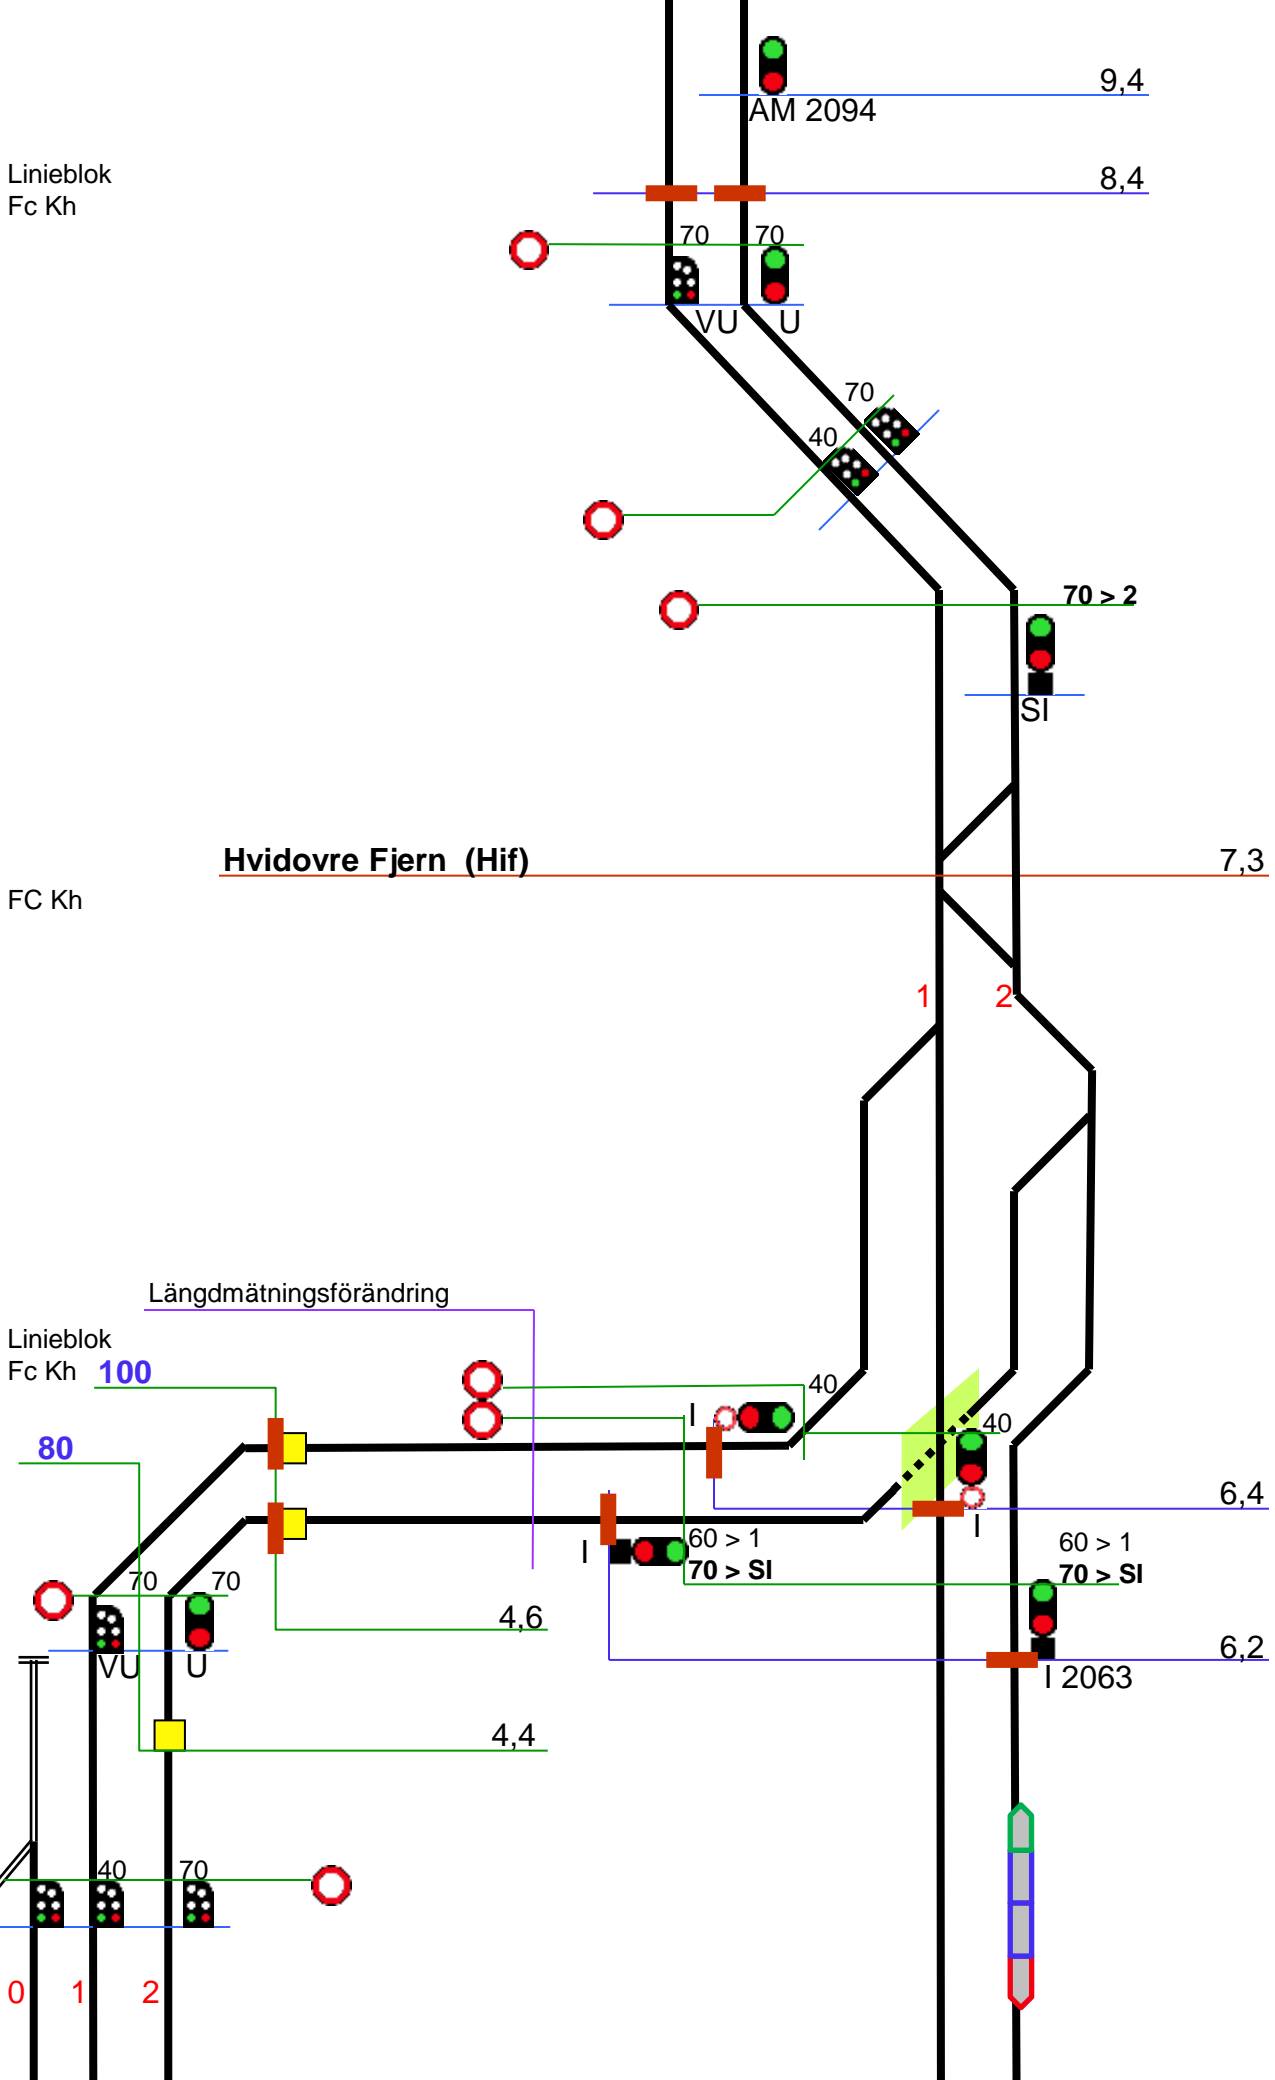 9,4
AM 2094
Linieblok
8,4
Fc Kh
70 70
VU U
70
40
70 > 2
SI
Hvidovre Fjern (Hif) 7,3
FC Kh
1 2
Längdmätningsförändring
Linieblok
Fc Kh 100
40
I
40
80
6,4
I
60 > 1
60 > 1
I
70 > SI
70 > SI
70 70
4,6
6,2
VU U
I 2063
4,4
40 70
0 1 2